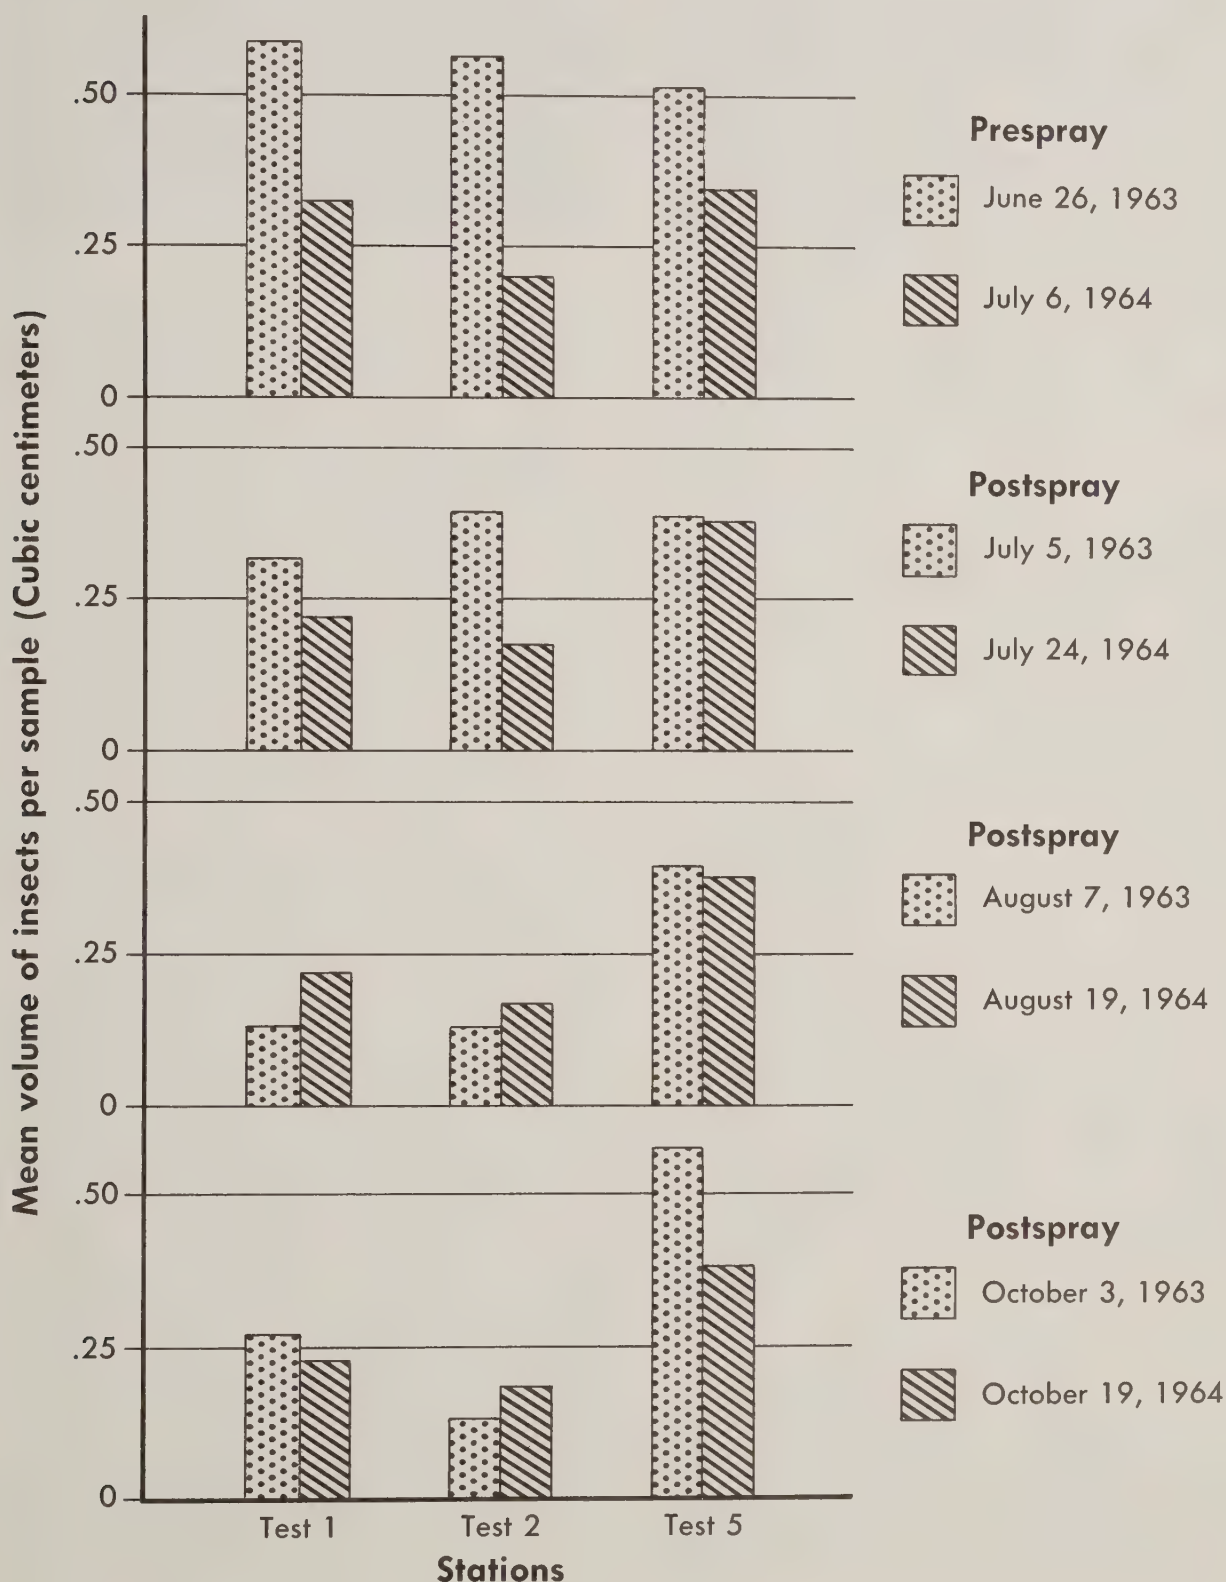 Mean volume of insects per sample (Cubic centimeters)
.50
.25
0
Prespray
June 26, 1963
July 6, 1964
.50
.25
0
Postspray
July 5, 1963
July 24, 1964
.50
.25
0
Postspray
August 7, 1963
August 19, 1964
.50
.25
0
Postspray
October 3, 1963
October 19, 1964
Test 1
Test 2
Test 5
Stations